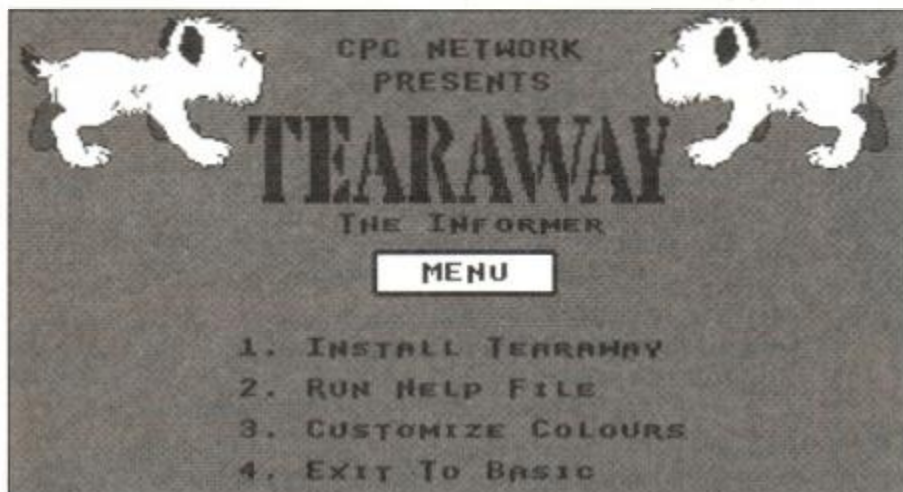 CPC NETWORK
PRESENTS
TEARAWAY
THE INFORMER
MENU
1. INSTALL TEARAWAY
2. RUN HELP FILE
3. CUSTOMIZE COLOURS
4. EXIT TO BASIC